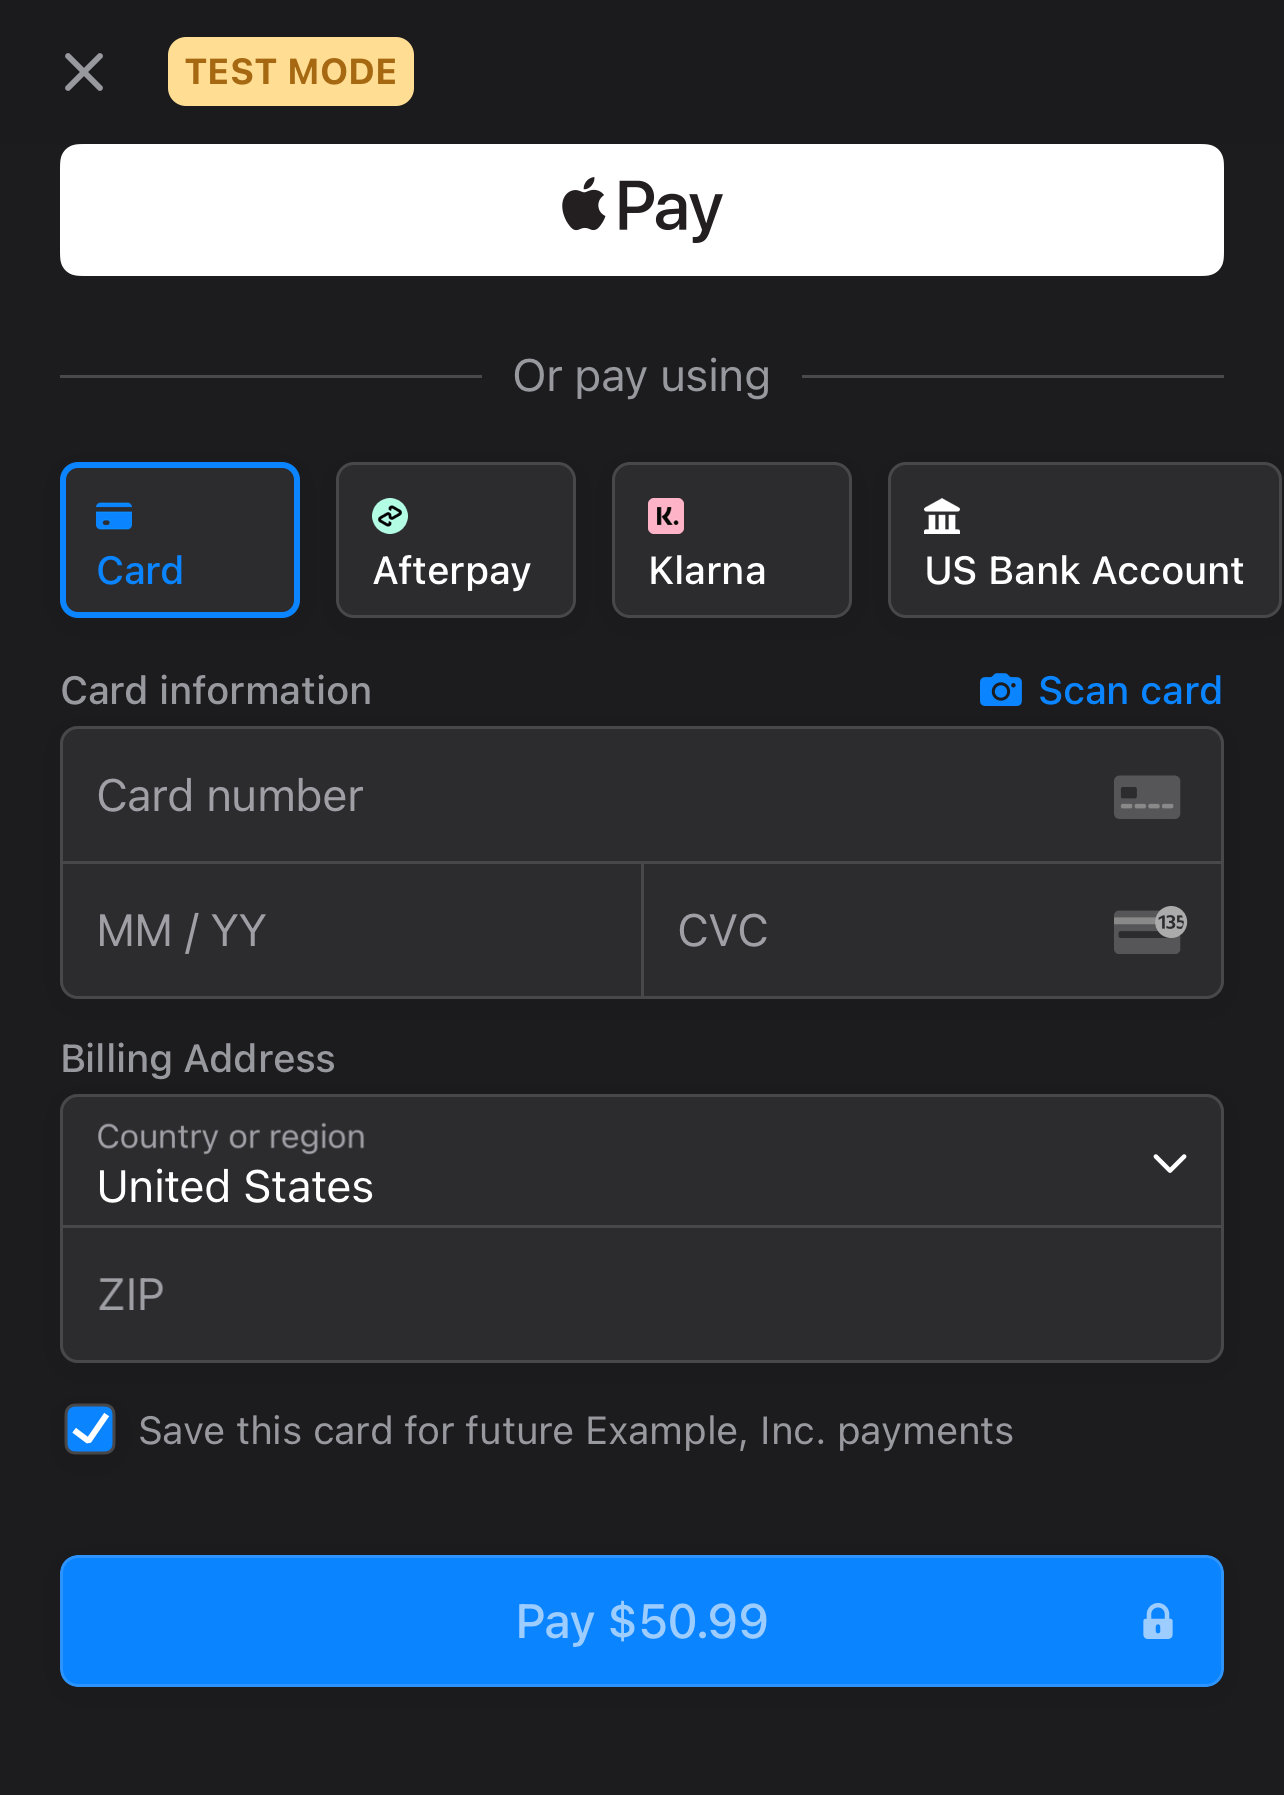 TEST MODE
Pay
Or pay using
Card
Afterpay
K.
Klarna
US Bank Account
Card information
Scan card
Card number
MM / YY
CVC
135
Billing Address
Country or region
United States
ZIP
Save this card for future Example, Inc. payments
Pay $50.99